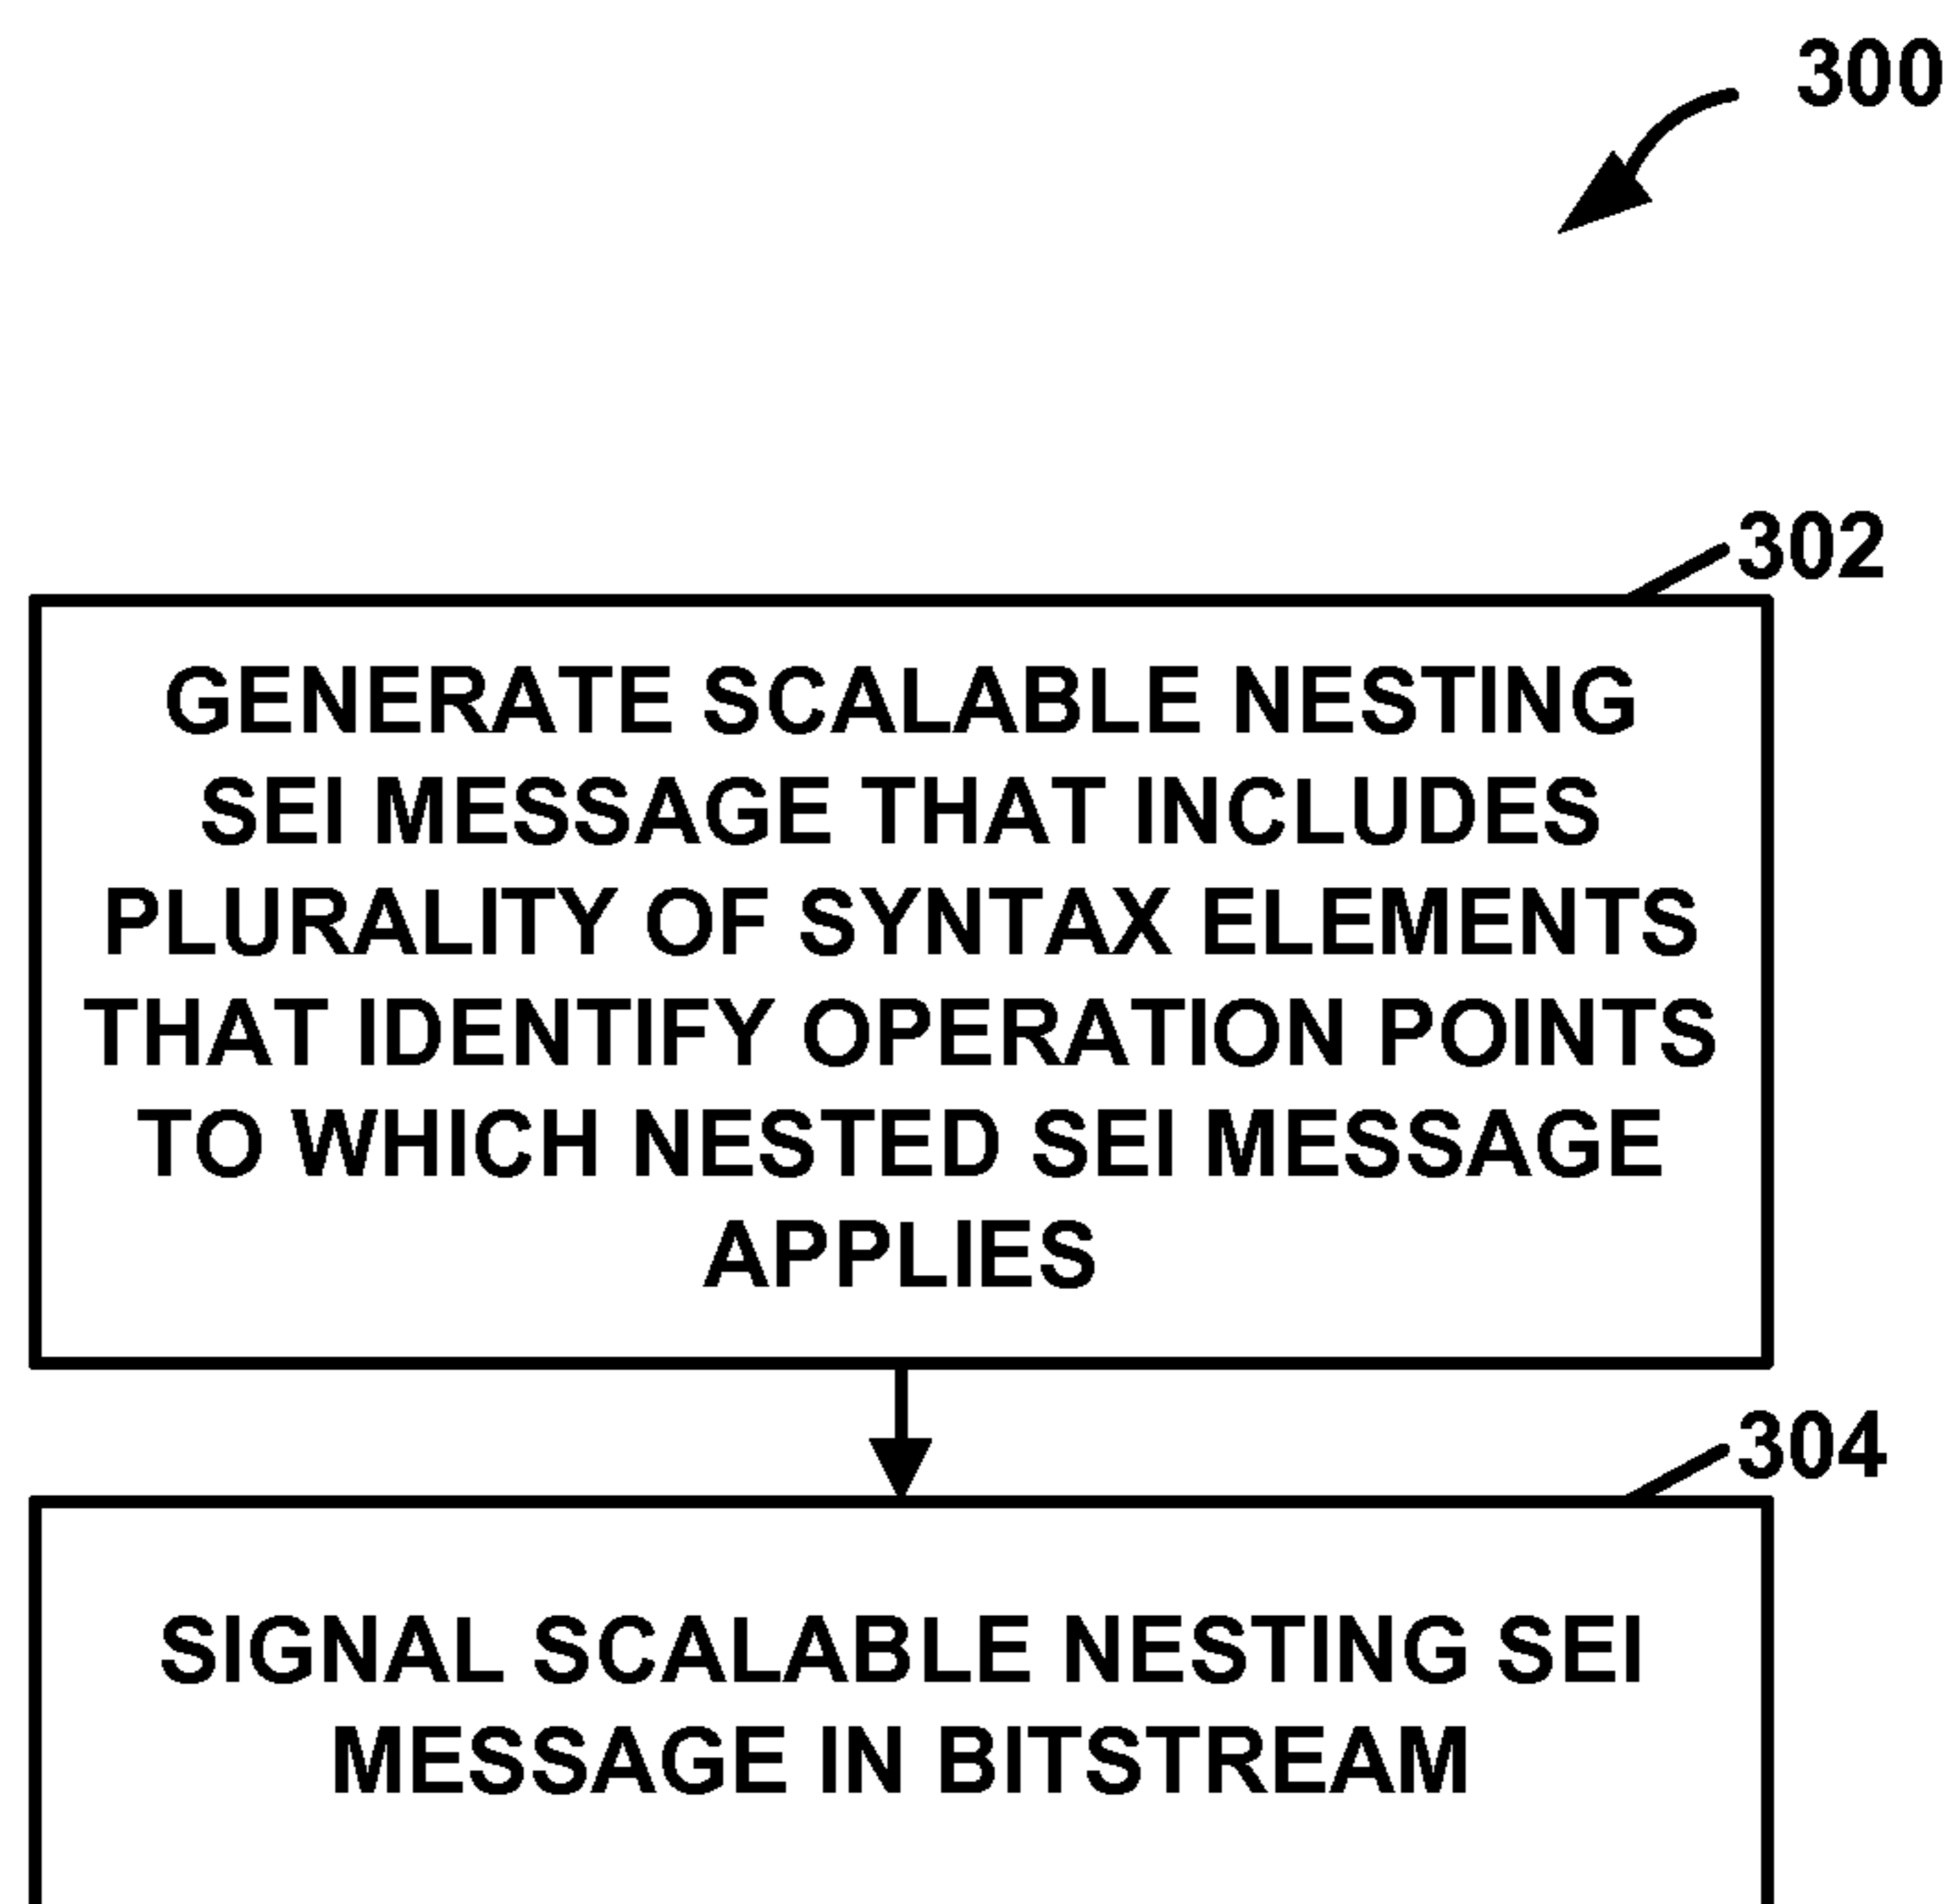 300
302
GENERATE SCALABLE NESTING
SEI MESSAGE THAT INCLUDES
PLURALITY OF SYNTAX ELEMENTS
THAT IDENTIFY OPERATION POINTS
TO WHICH NESTED SEI MESSAGE
APPLIES
304
SIGNAL SCALABLE NESTING SEI
MESSAGE IN BITSTREAM